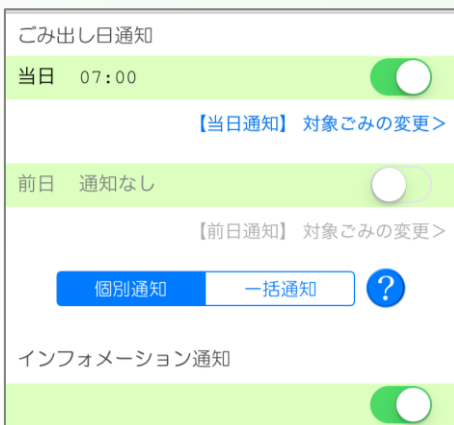 ごみ出し日通知
当日 07:00
【当日通知】 対象ごみの変更＞
前日 通知なし
【前日通知】 対象ごみの変更＞
個別通知 一括通知 ?
インフォメーション通知